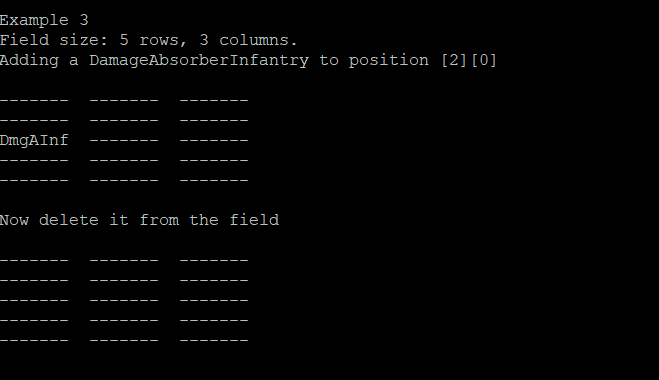 Example 3
Field size: 5 rows, 3 columns.
Adding a DamageAbsorberInfantry to position [2][0]
-------  -------  -------
-------  -------  -------
DmgAInf  -------  -------
-------  -------  -------
-------  -------  -------
Now delete it from the field
-------  -------  -------
-------  -------  -------
-------  -------  -------
-------  -------  -------
-------  -------  -------